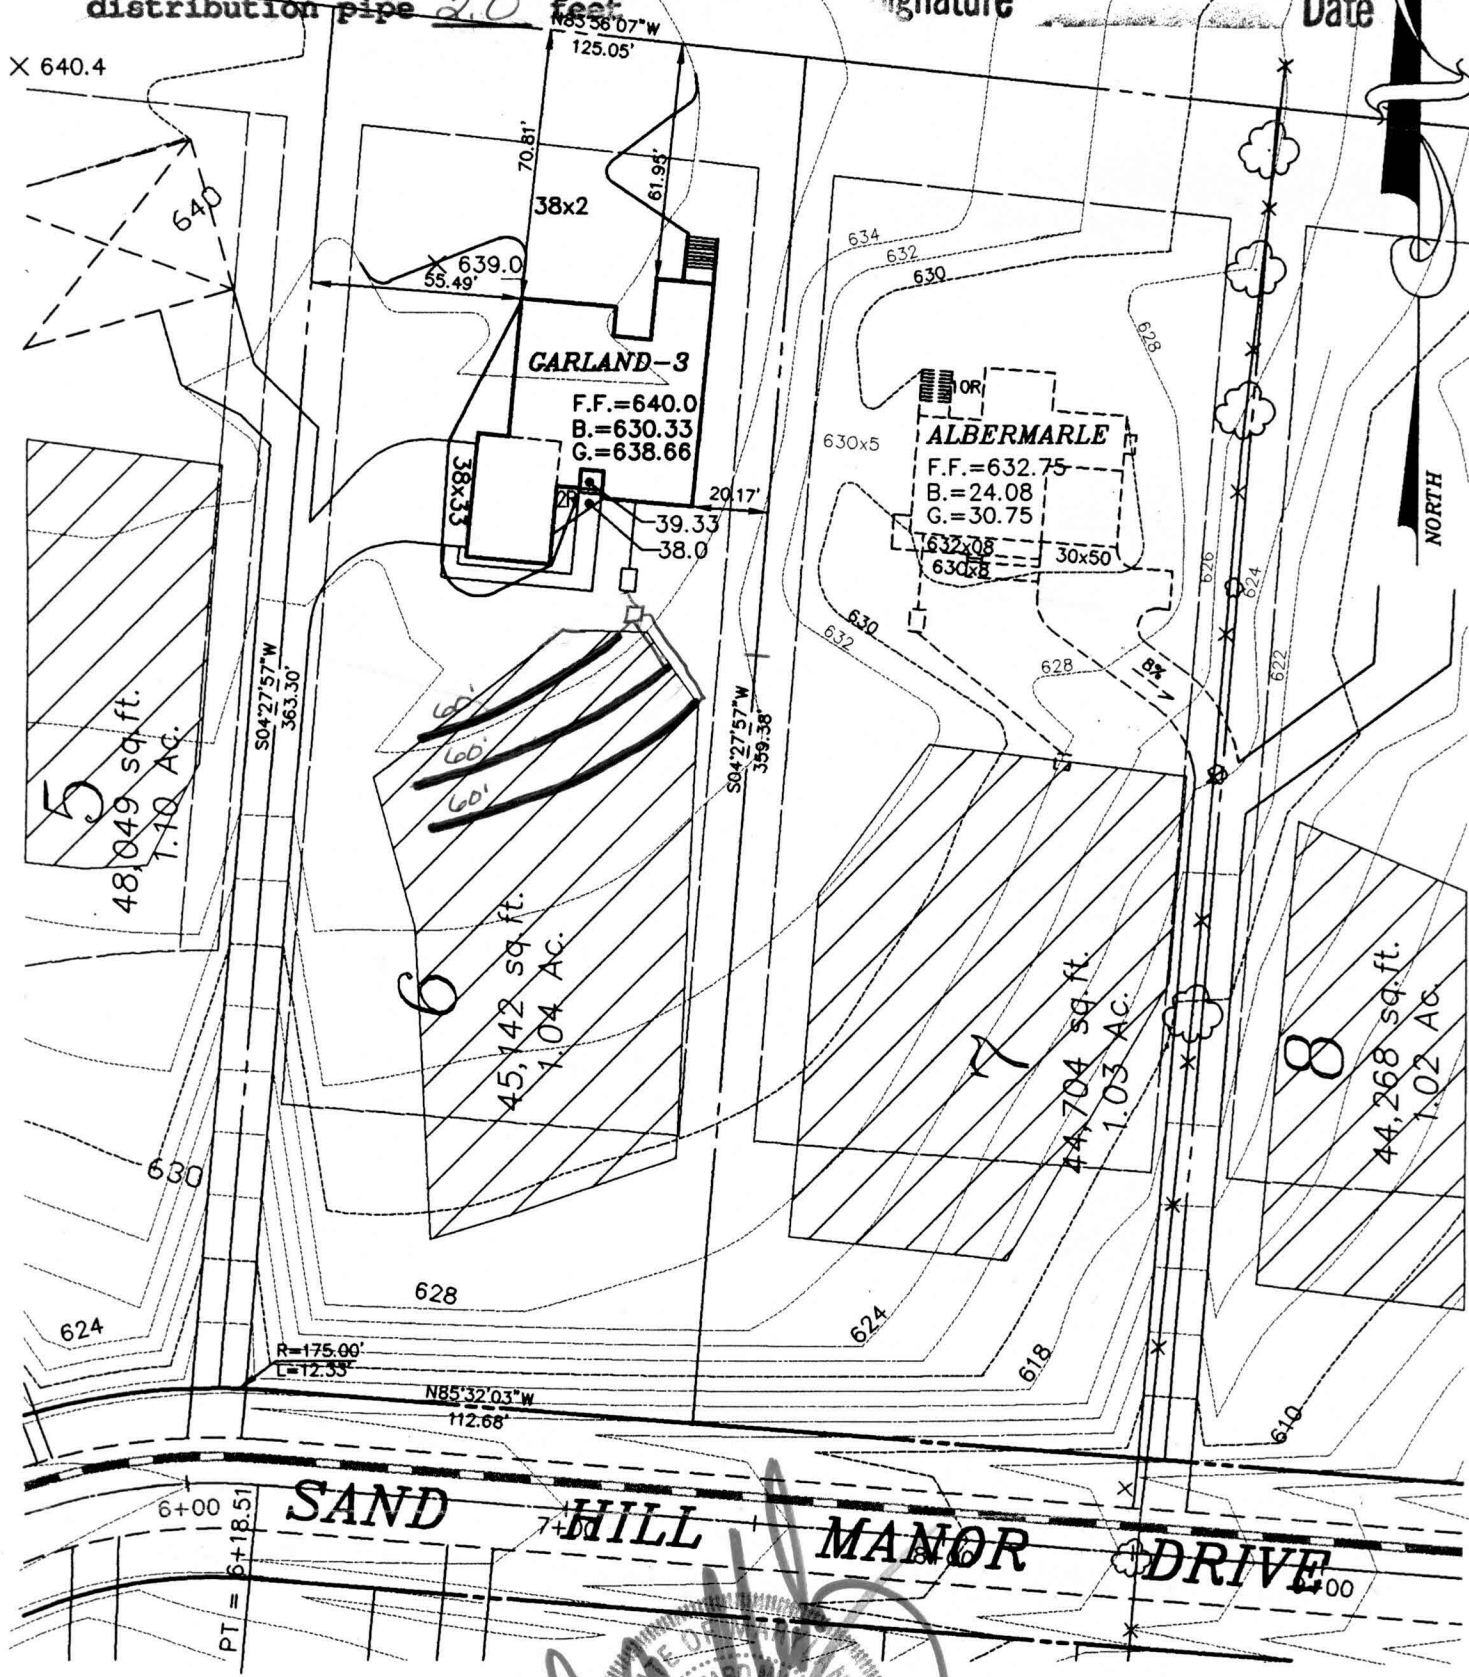 distribution pipe 2.0 feet
Signature Date
N83°56'07"W
125.05'
× 640.4
70.81'
61.95'
38x2
640
× 639.0
55.49'
GARLAND-3
F.F.=640.0
B.=630.33
G.=638.66
38x33
2R
39.33
38.0
20.17'
634
632
630
628
10R
630x5
ALBERMARLE
F.F.=632.75
B.=24.08
G.=30.75
632x08
630x8
30x50
626
624
622
NORTH
630
632
628
8%
S04°27'57"W
363.30'
S04°27'57"W
359.38'
60'
60'
60'
5
48,049 sq.ft.
1.10 Ac.
6
45,142 sq.ft.
1.04 Ac.
7
44,704 sq.ft.
1.03 Ac.
8
44,268 sq.ft.
1.02 Ac.
630
628
624
624
618
610
R=175.00'
L=12.33'
N85°32'03"W
112.68'
6+00
PT = 6+18.51
7+00
SAND HILL MANOR DRIVE